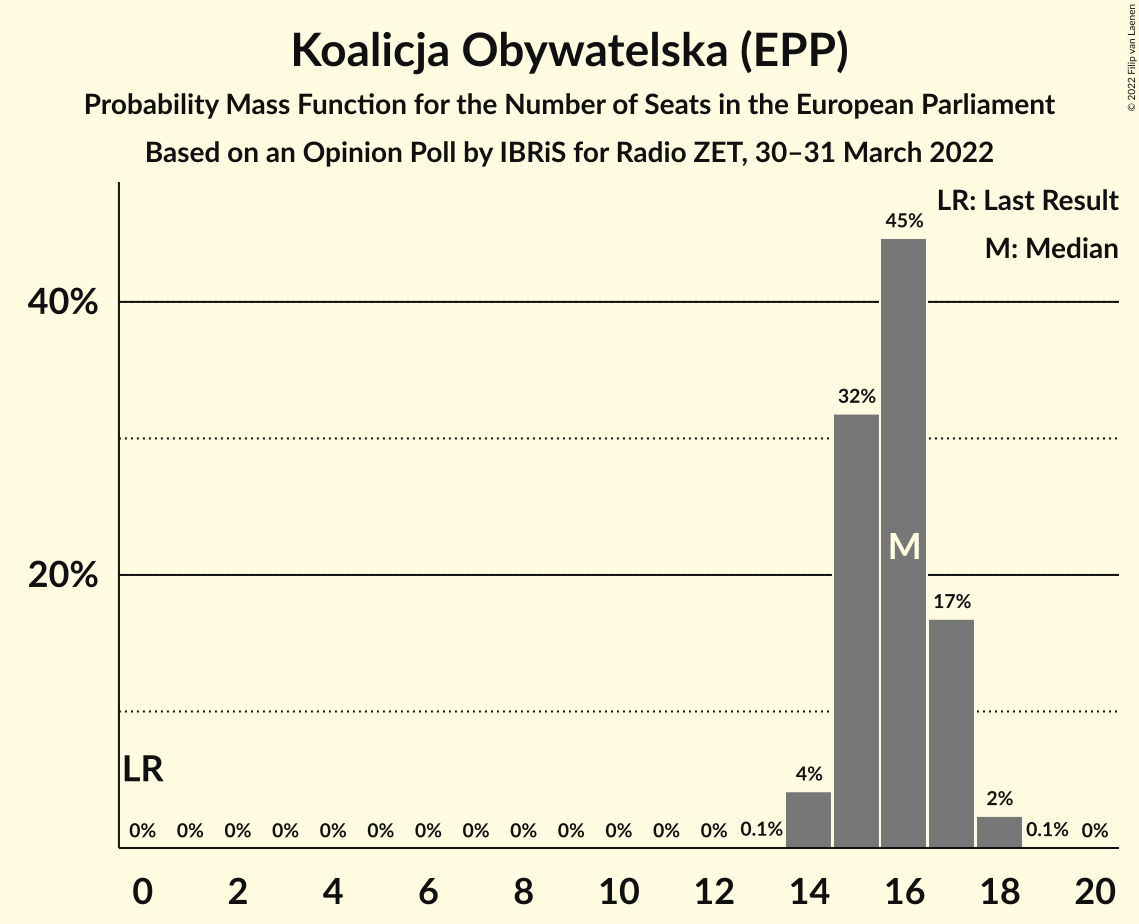 Koalicja Obywatelska (EPP)
Probability Mass Function for the Number of Seats in the European Parliament
Based on an Opinion Poll by IBRiS for Radio ZET, 30–31 March 2022
© 2022 Filip van Laenen
LR: Last Result
M: Median
40%
20%
45%
32%
M
17%
LR
4%
2%
0% 0% 0% 0% 0% 0% 0% 0% 0% 0% 0% 0% 0% 0.1% 0.1% 0%
0 2 4 6 8 10 12 14 16 18 20